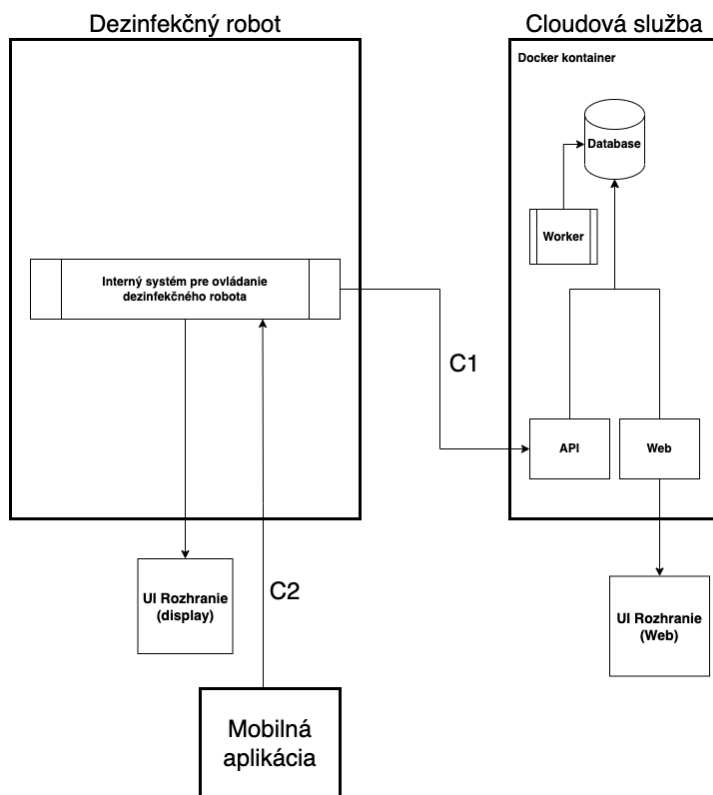 Dezinfekčný robot
Cloudová služba
Docker kontainer
Database
Worker
Interný systém pre ovládanie
dezinfekčného robota
C1
API
Web
UI Rozhranie
(display)
C2
UI Rozhranie
(Web)
Mobilná
aplikácia